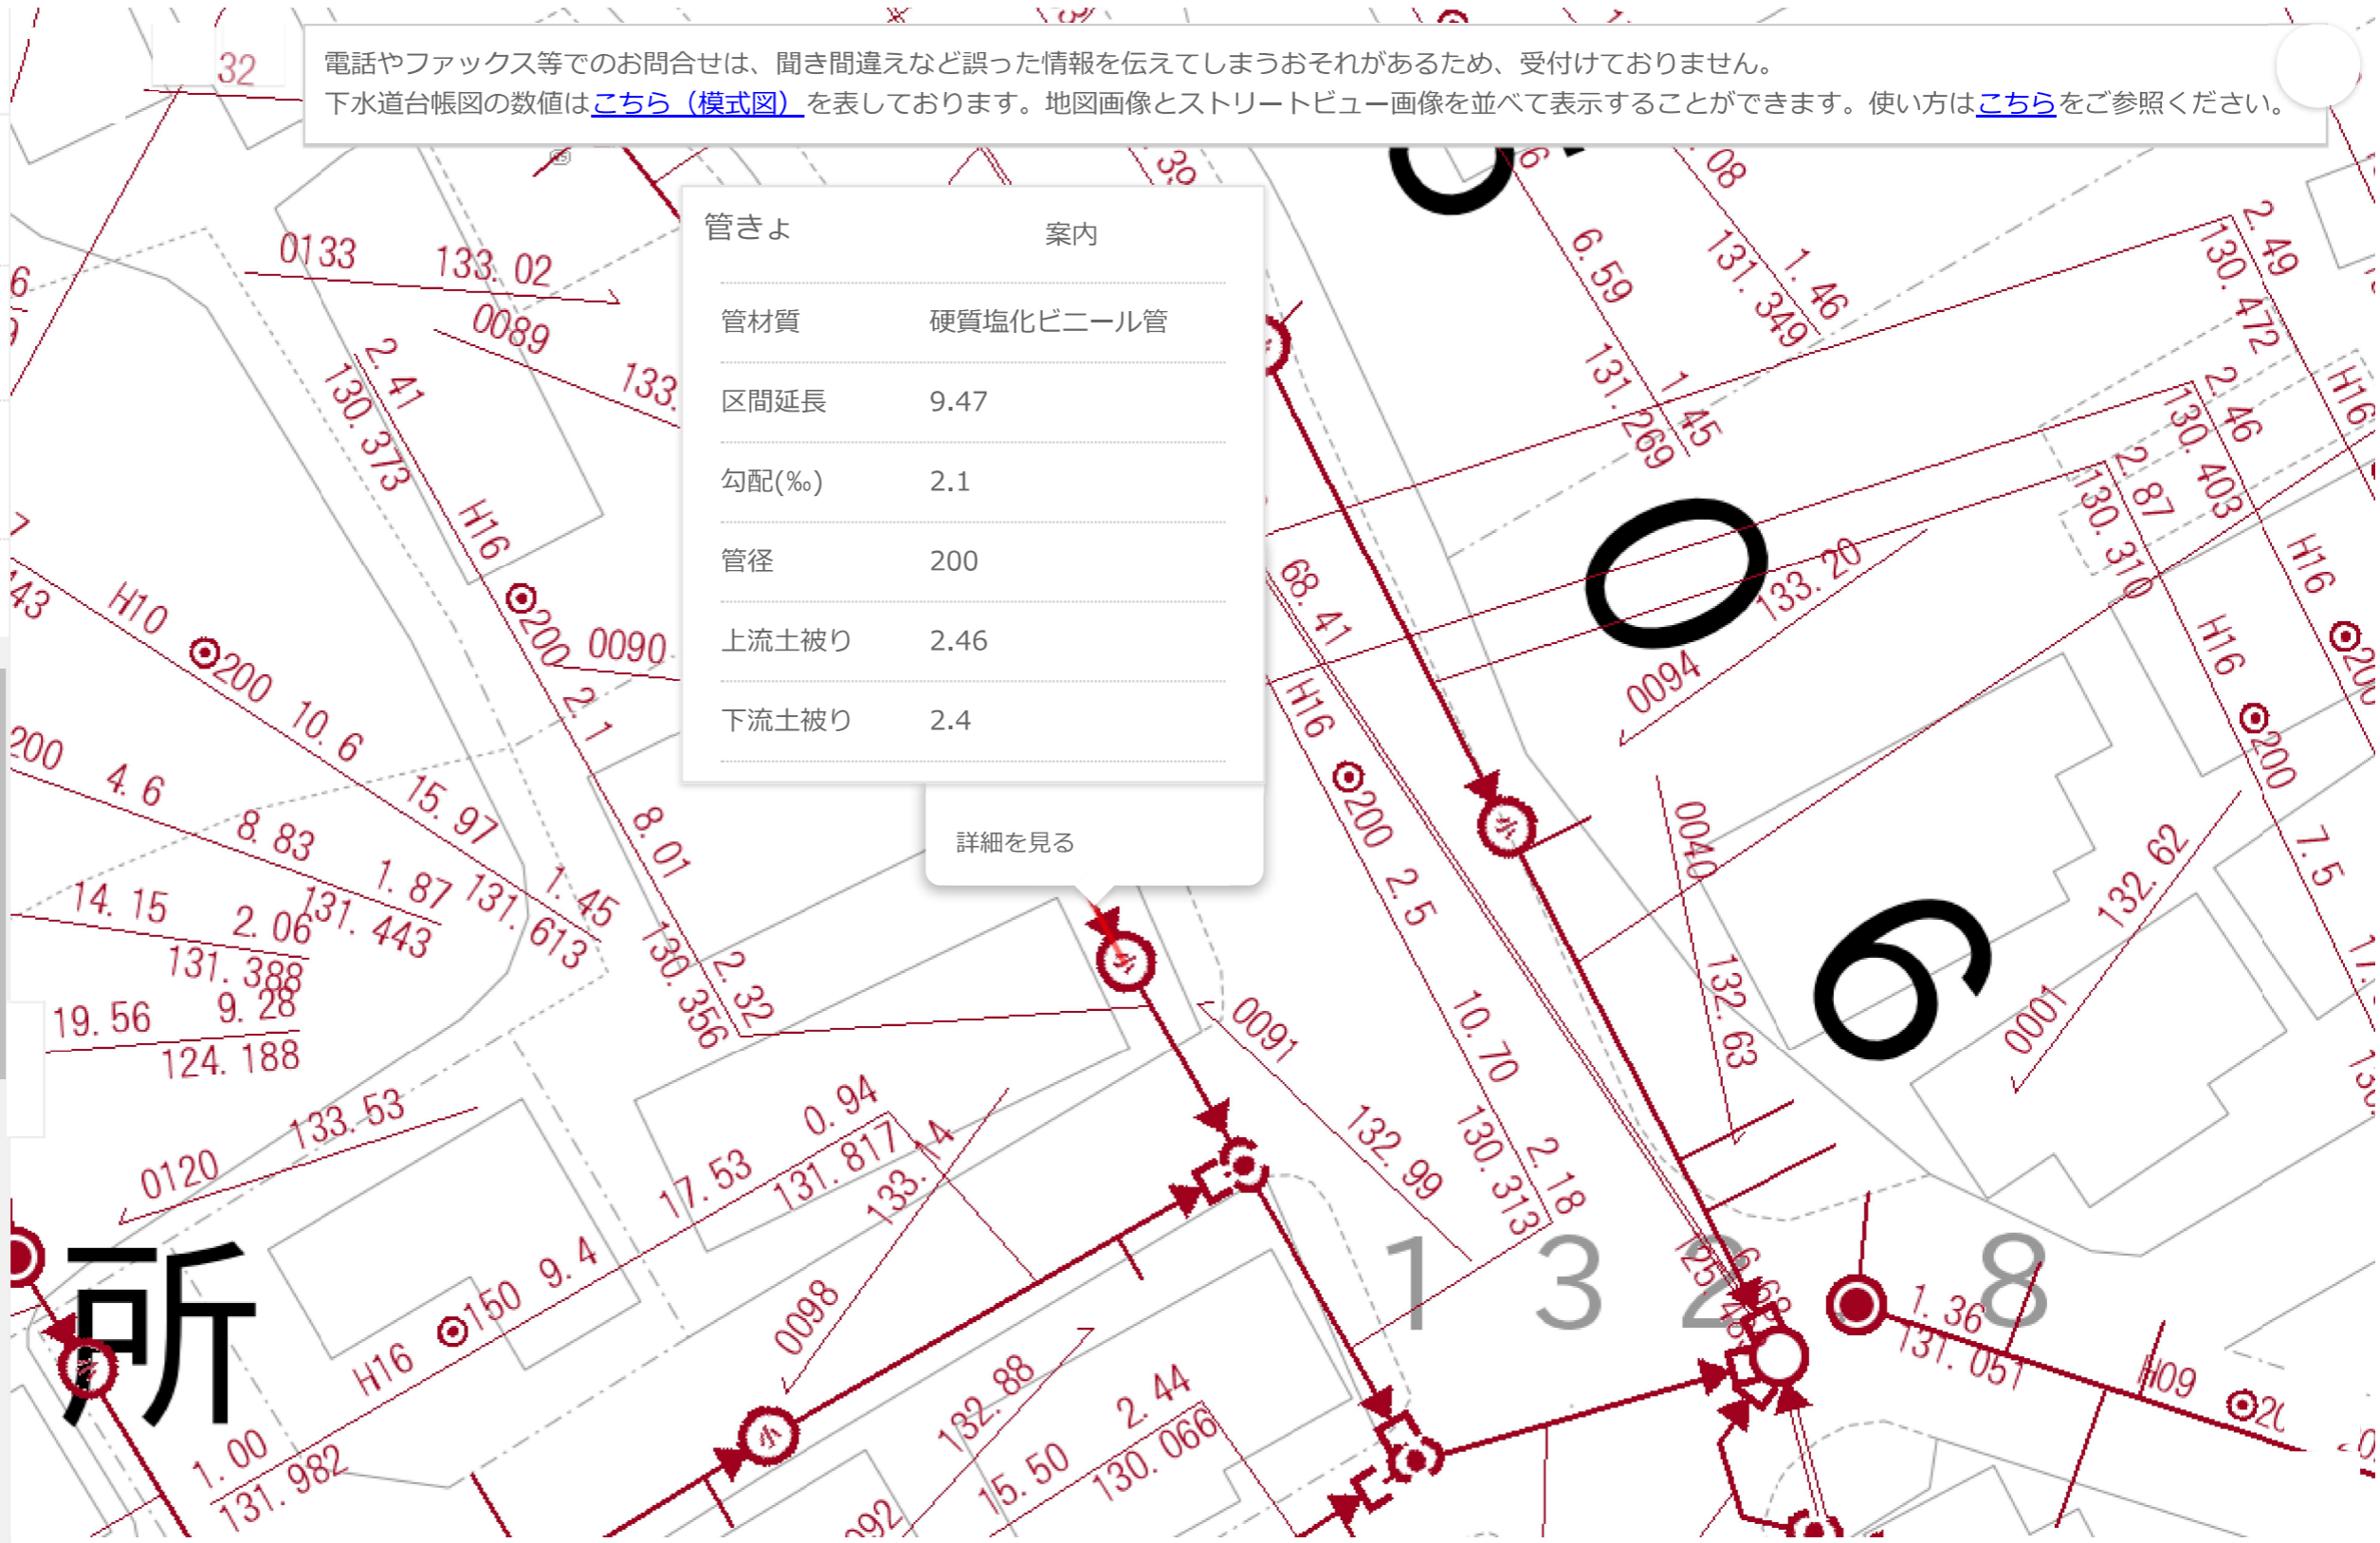 電話やファックス等でのお問合せは、聞き間違えなど誤った情報を伝えてしまうおそれがあるため、受付けておりません。
下水道台帳図の数値はこちら（模式図）を表しております。地図画像とストリートビュー画像を並べて表示することができます。使い方はこちらをご参照ください。
32
管きょ 案内
管材質 硬質塩化ビニール管
区間延長 9.47
勾配(‰) 2.1
管径 200
上流土被り 2.46
下流土被り 2.4
詳細を見る
0133 133.02
0089
133.
2.41
130.373
H16 200 2.1 8.01
2.32
130.356
0090
H10 200 10.6 15.97
1.45
131.613
200 4.6 8.83
1.87
131.443
14.15 2.06
131.388
19.56 9.28
124.188
133.53
0120
17.53 0.94
131.817
133.14
0098
H16 150 9.4
1.00
131.982
所
132.88
15.50 2.44
130.066
6.59
131.269
1.45
08
1.46
131.349
2.49
130.472
2.46
130.403
2.87
130.310
H16
H16 200
H16 200 7.5
133.20
0094
68.41
H16 200 2.5 10.70
2.18
130.313
0040
132.63
132.62
0001
0091
132.99
0
6
132.8
1.36
131.051
H09